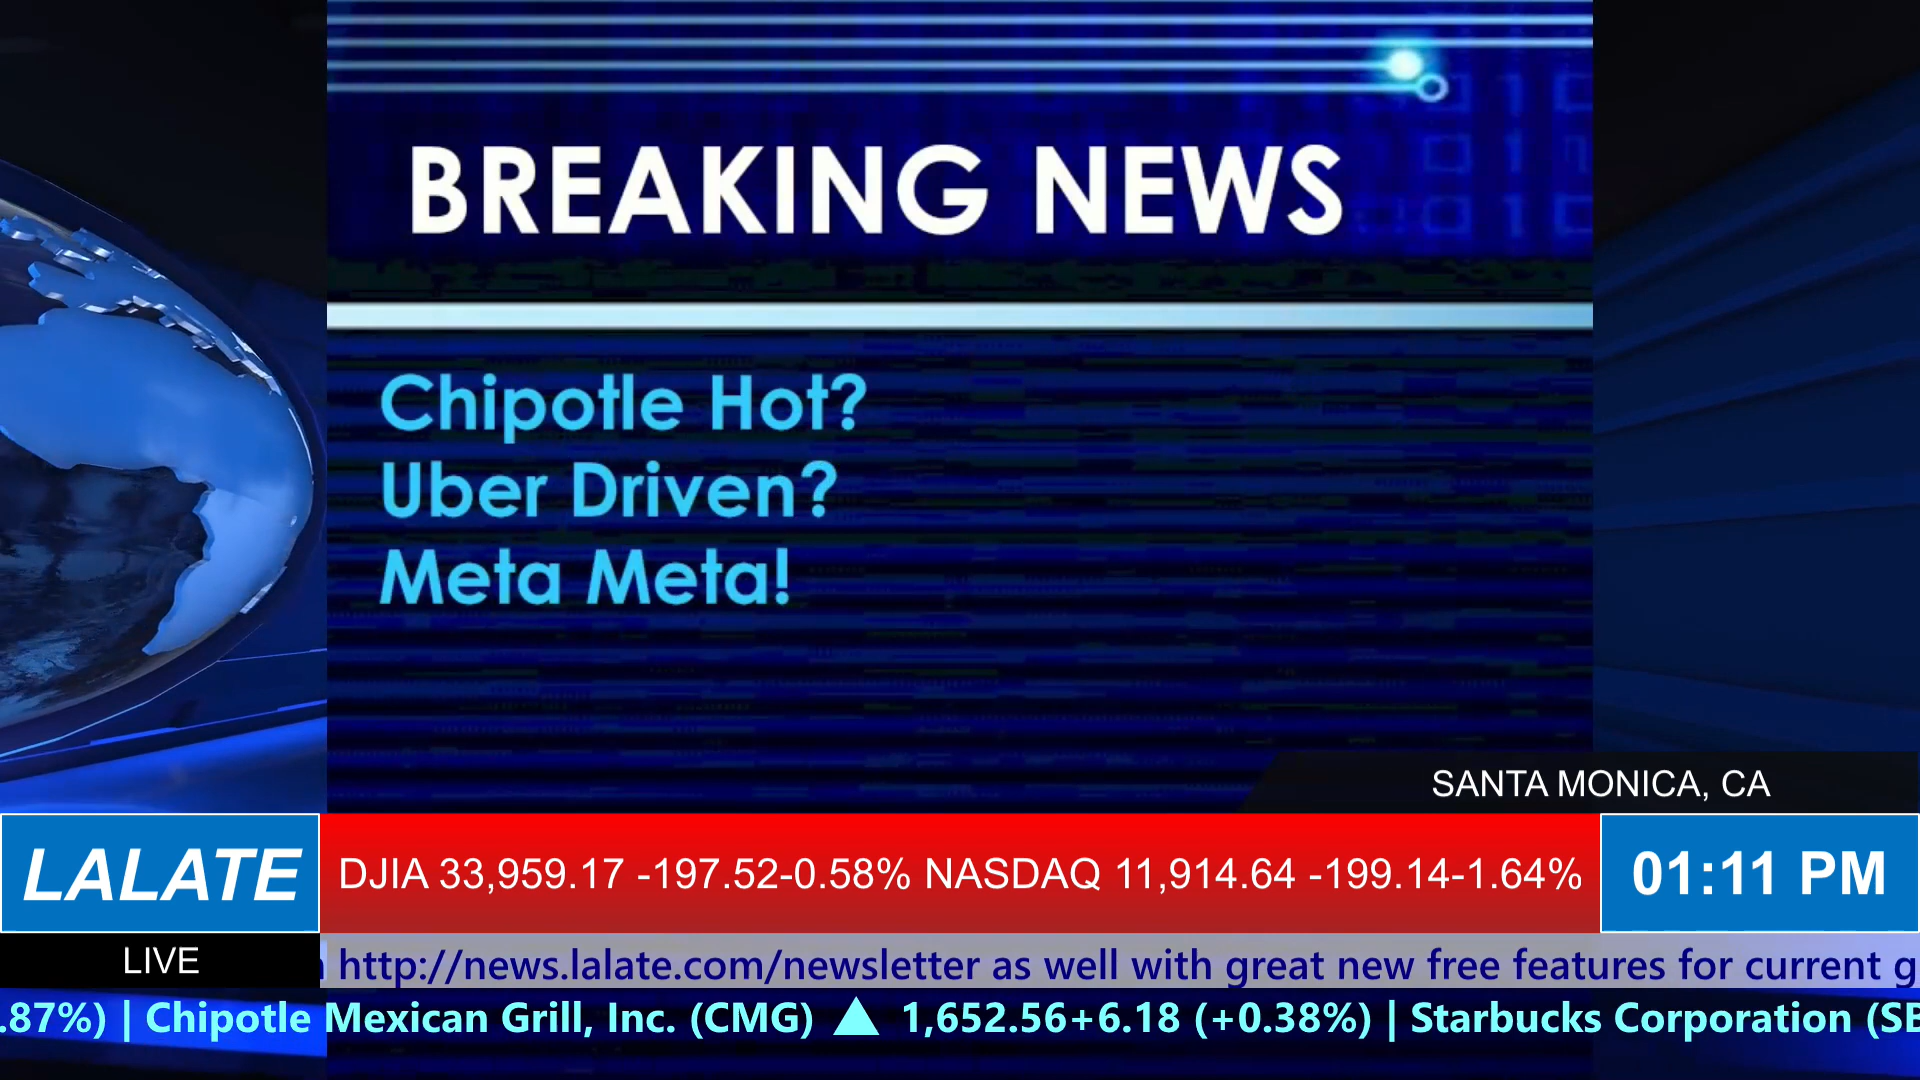 BREAKING NEWS
Chipotle Hot?
Uber Driven?
Meta Meta!
SANTA MONICA, CA
LALATE
DJIA 33,959.17 -197.52-0.58% NASDAQ 11,914.64 -199.14-1.64%
01:11 PM
LIVE
http://news.lalate.com/newsletter as well with great new free features for current g
.87%) | Chipotle Mexican Grill, Inc. (CMG) ▲ 1,652.56+6.18 (+0.38%) | Starbucks Corporation (SB